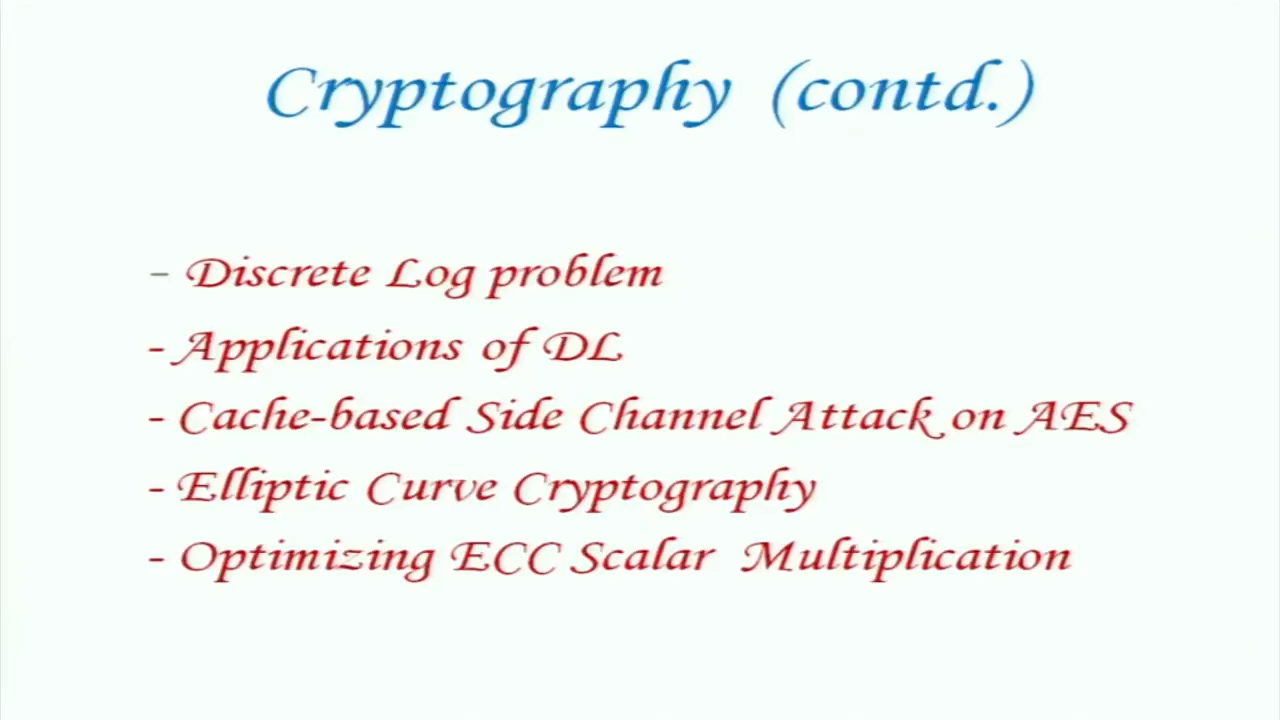 Cryptography (contd.)
- Discrete Log problem
- Applications of DL
- Cache-based Side Channel Attack on AES
- Elliptic Curve Cryptography
- Optimizing ECC Scalar Multiplication